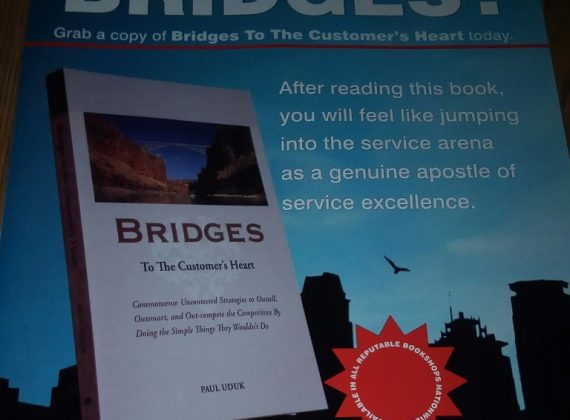 BRIDGES?
Grab a copy of Bridges To The Customer's Heart today.
After reading this book,
you will feel like jumping
into the service arena
as a genuine apostle of
service excellence.
BRIDGES
To The Customer's Heart
Commonsense Uncontested Strategies to Outsell,
Outsmart, and Out-compete the Competition By
Doing the Simple Things They Wouldn't Do
PAUL UDUK
AVAILABLE IN ALL REPUTABLE BOOKSHOPS NATIONWIDE